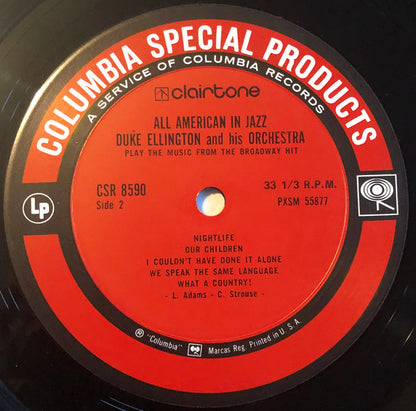 COLUMBIA SPECIAL PRODUCTS
A SERVICE OF COLUMBIA RECORDS
clairtone
ALL AMERICAN IN JAZZ
DUKE ELLINGTON and his ORCHESTRA
PLAY THE MUSIC FROM THE BROADWAY HIT
CSR 8590
33 1/3 R.P.M.
Side 2
PXSM 55877
LP
NIGHTLIFE
OUR CHILDREN
I COULDN'T HAVE DONE IT ALONE
WE SPEAK THE SAME LANGUAGE
WHAT A COUNTRY!
- L. Adams - C. Strouse -
® "Columbia" Marcas Reg. Printed in U. S. A